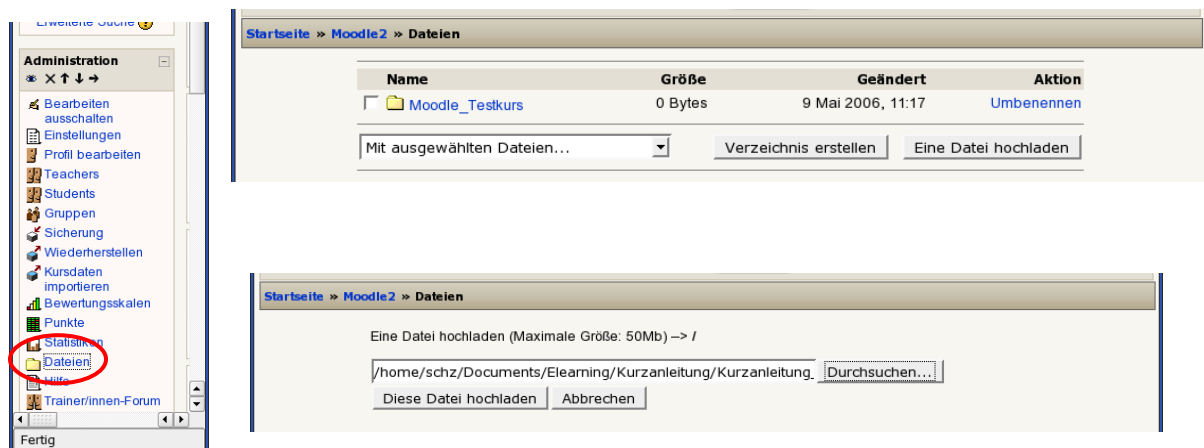 Erweiterte Suche
Administration
Bearbeiten
ausschalten
Einstellungen
Profil bearbeiten
Teachers
Students
Gruppen
Sicherung
Wiederherstellen
Kursdaten
importieren
Bewertungsskalen
Punkte
Statistiken
Dateien
Hilfe
Trainer/innen-Forum
Fertig
Startseite » Moodle2 » Dateien
Name Größe Geändert Aktion
Moodle_Testkurs 0 Bytes 9 Mai 2006, 11:17 Umbenennen
Mit ausgewählten Dateien... Verzeichnis erstellen Eine Datei hochladen
Startseite » Moodle2 » Dateien
Eine Datei hochladen (Maximale Größe: 50Mb) --> /
/home/schz/Documents/Elearning/Kurzanleitung/Kurzanleitung_ Durchsuchen...
Diese Datei hochladen Abbrechen